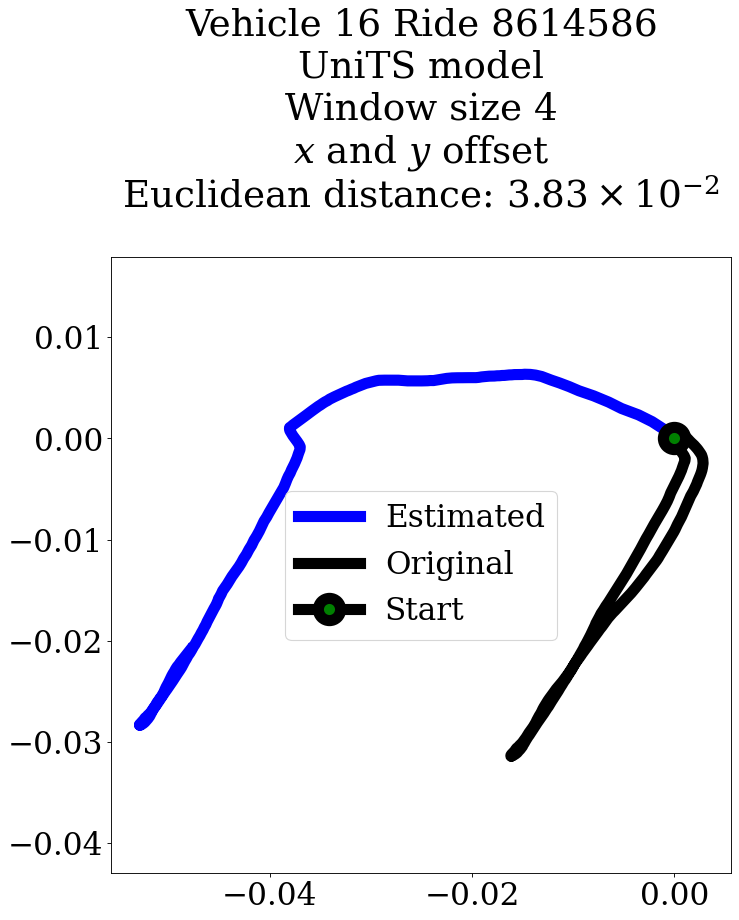 Vehicle 16 Ride 8614586
UniTS model
Window size 4
x and y offset
Euclidean distance: 3.83 × 10⁻²
0.01
0.00
−0.01
−0.02
−0.03
−0.04
Estimated
Original
Start
−0.04
−0.02
0.00